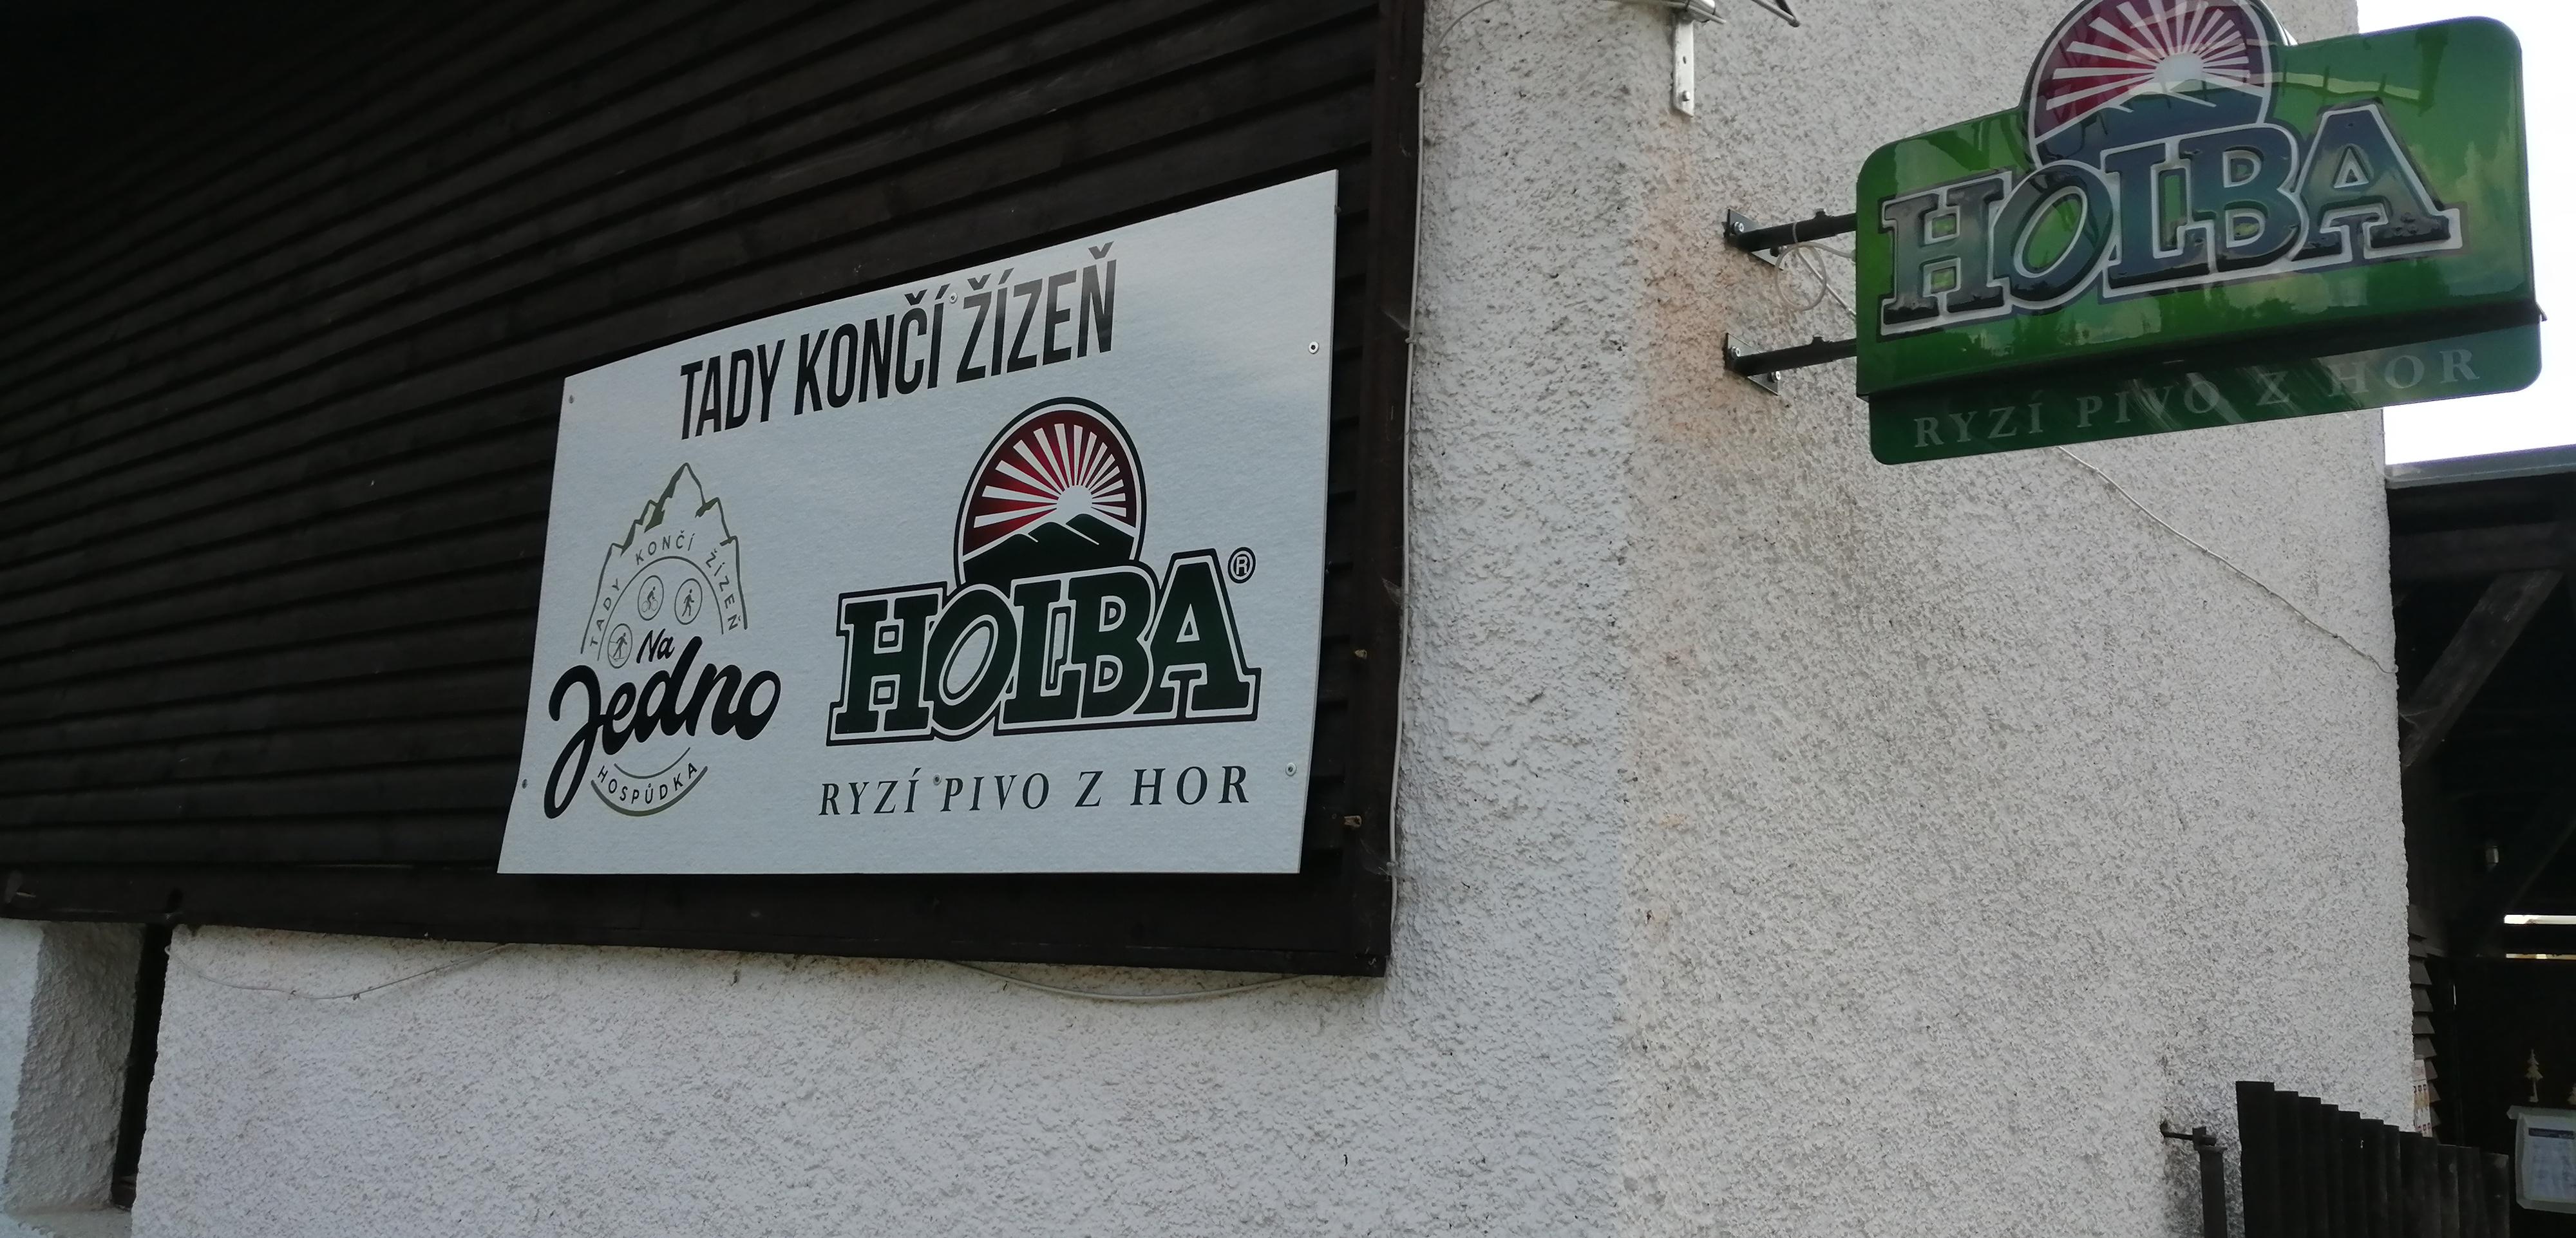 TADY KONČÍ ŽÍZEŇ
TADY KONČÍ ŽÍZEŇ
Na
Jedno
HOSPŮDKA
HOLBA®
RYZÍ PIVO Z HOR
HOLBA
RYZÍ PIVO Z HOR